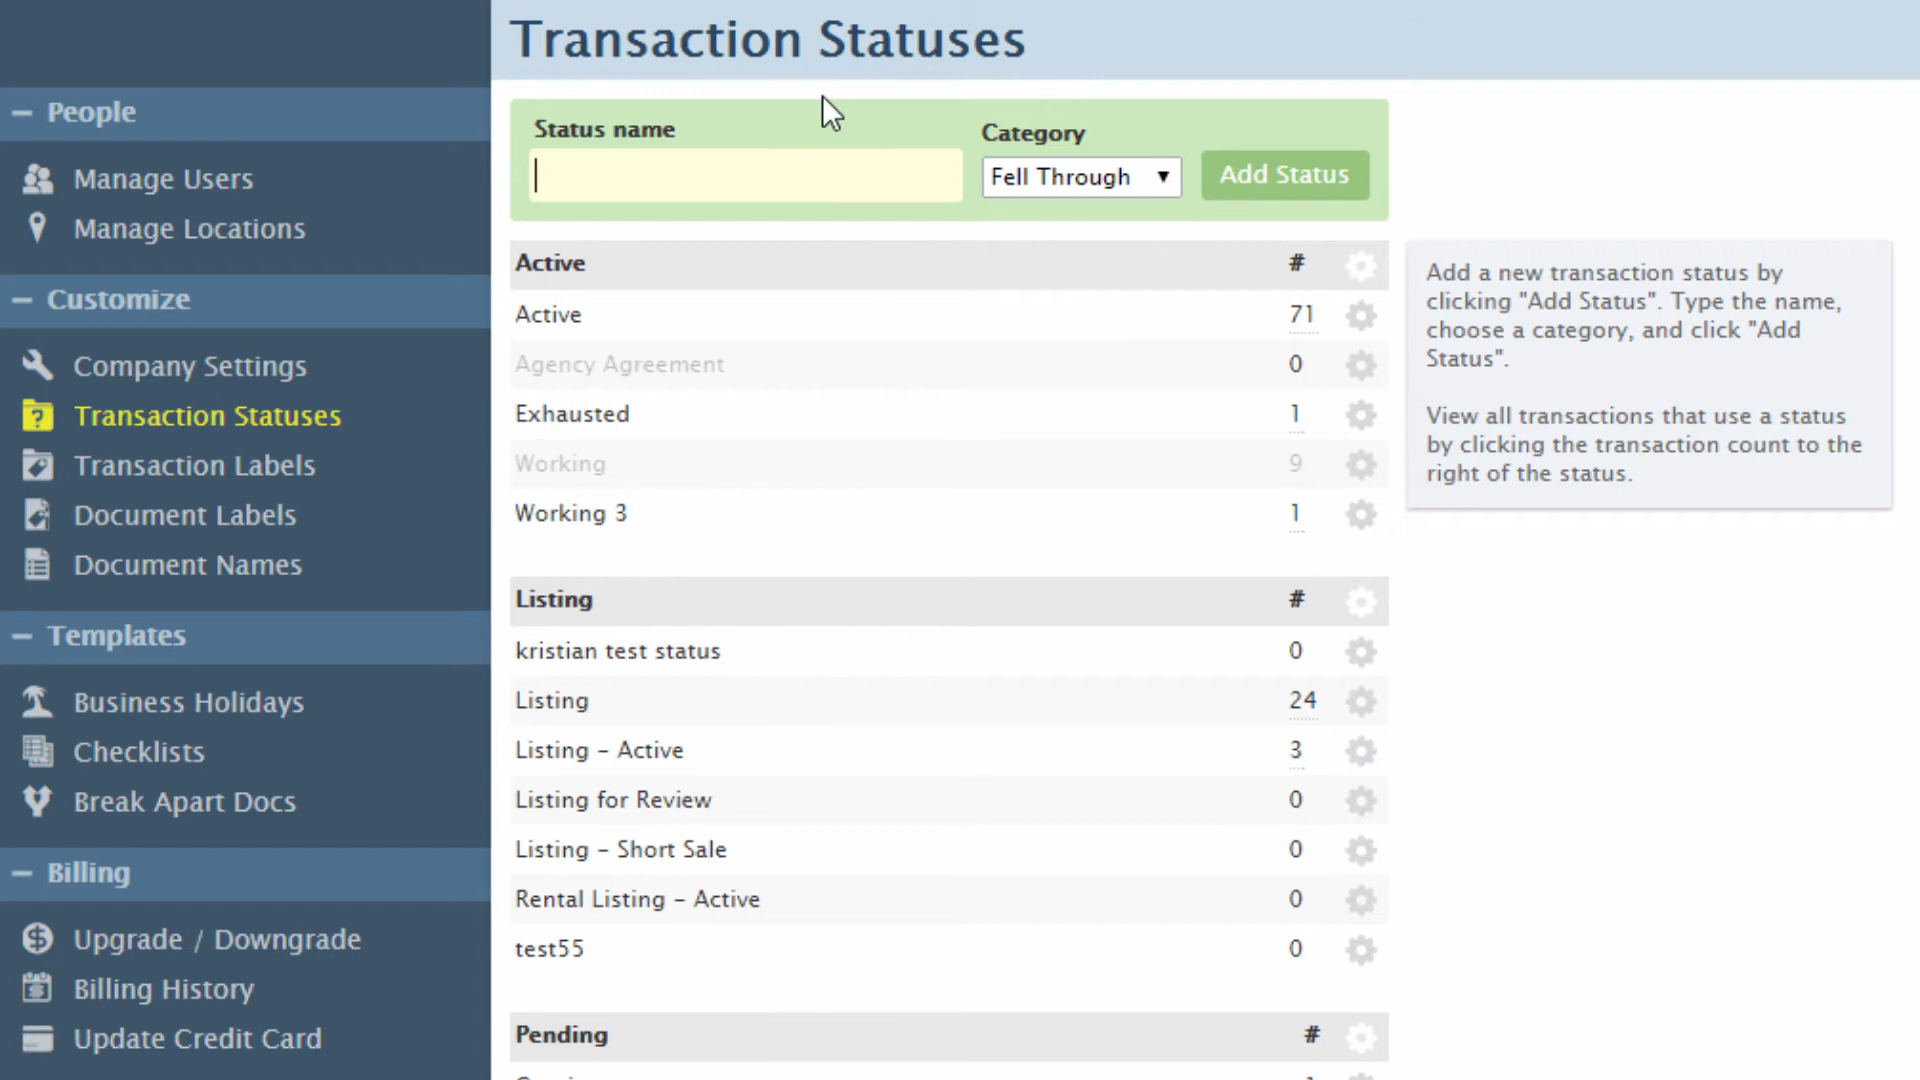 Transaction Statuses
People
Manage Users
Manage Locations
Customize
Company Settings
Transaction Statuses
Transaction Labels
Document Labels
Document Names
Templates
Business Holidays
Checklists
Break Apart Docs
Billing
Upgrade / Downgrade
Billing History
Update Credit Card
Status name
Category
Fell Through
Add Status
Active #
Active 71
Agency Agreement 0
Exhausted 1
Working 9
Working 3 1
Listing #
kristian test status 0
Listing 24
Listing – Active 3
Listing for Review 0
Listing – Short Sale 0
Rental Listing – Active 0
test55 0
Pending #
Add a new transaction status by
clicking "Add Status". Type the name,
choose a category, and click "Add
Status".
View all transactions that use a status
by clicking the transaction count to the
right of the status.